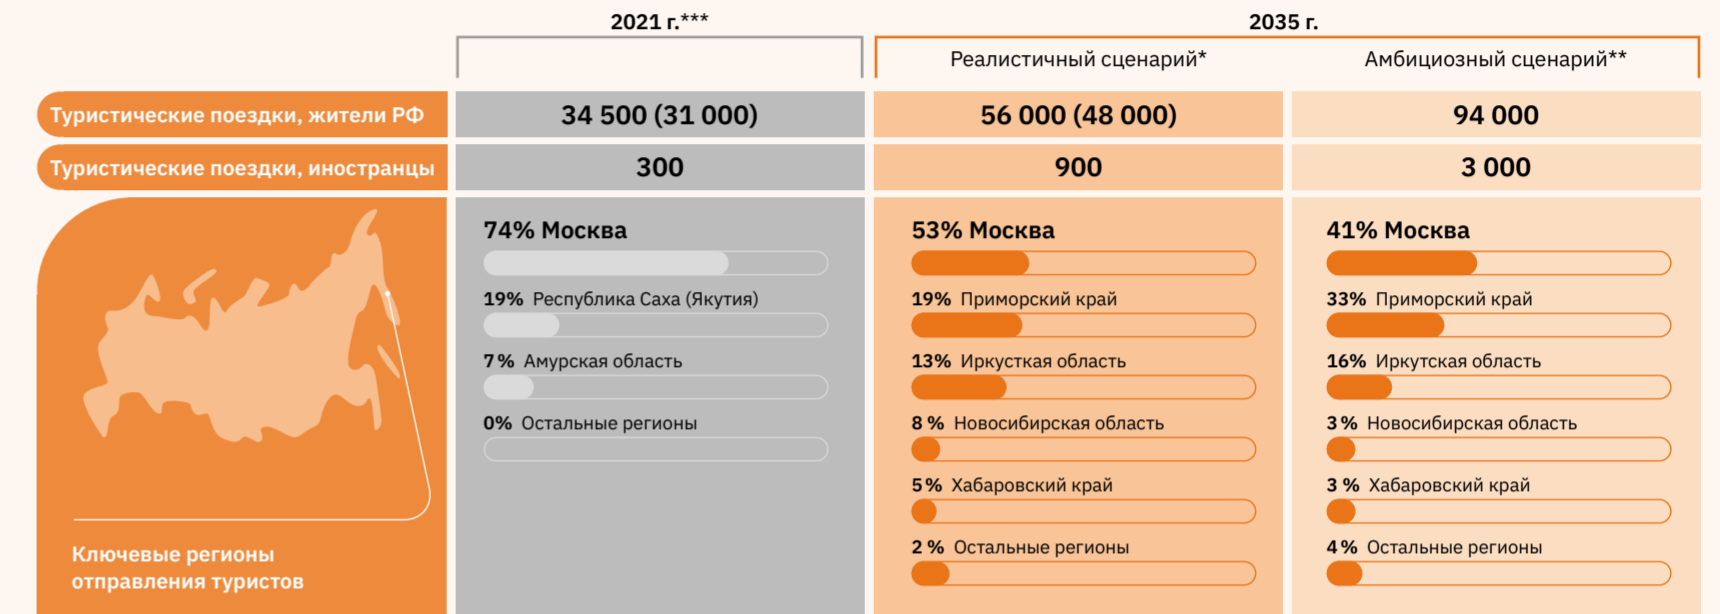 2021 г.***
2035 г.
Реалистичный сценарий*
Амбициозный сценарий**
Туристические поездки, жители РФ
34 500 (31 000)
56 000 (48 000)
94 000
Туристические поездки, иностранцы
300
900
3 000
74% Москва
19% Республика Саха (Якутия)
7% Амурская область
0% Остальные регионы
53% Москва
19% Приморский край
13% Иркусткая область
8 % Новосибирская область
5% Хабаровский край
2 % Остальные регионы
41% Москва
33% Приморский край
16% Иркутская область
3 % Новосибирская область
3 % Хабаровский край
4 % Остальные регионы
Ключевые регионы
отправления туристов